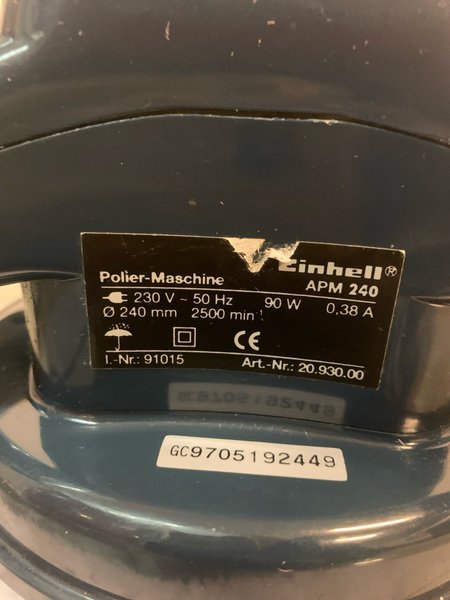 Einhell®
Polier-Maschine APM 240
230 V ~ 50 Hz 90 W 0,38 A
Ø 240 mm 2500 min
CE
I.-Nr.: 91015 Art.-Nr.: 20.930.00
GC9705192449